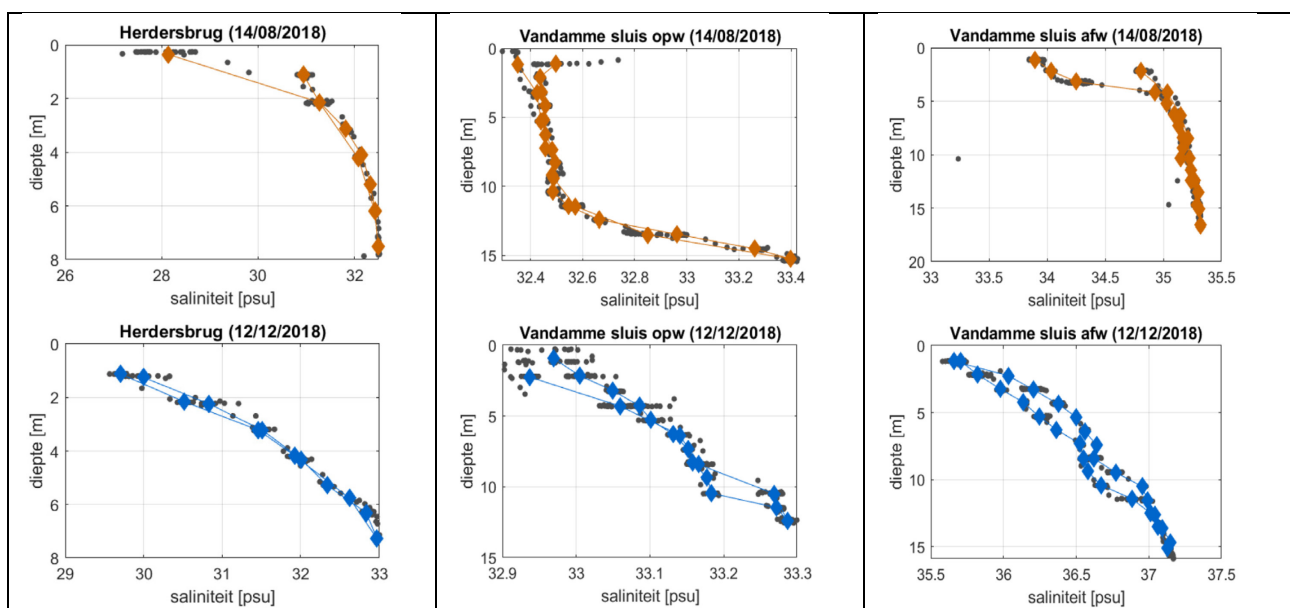 Herdersbrug (14/08/2018)
0
2
4
6
8
diepte [m]
26 28 30 32
saliniteit [psu]
Vandamme sluis opw (14/08/2018)
0
5
10
15
diepte [m]
32.4 32.6 32.8 33 33.2 33.4
saliniteit [psu]
Vandamme sluis afw (14/08/2018)
0
5
10
15
20
diepte [m]
33 33.5 34 34.5 35 35.5
saliniteit [psu]
Herdersbrug (12/12/2018)
0
2
4
6
8
diepte [m]
29 30 31 32 33
saliniteit [psu]
Vandamme sluis opw (12/12/2018)
0
5
10
15
diepte [m]
32.9 33 33.1 33.2 33.3
saliniteit [psu]
Vandamme sluis afw (12/12/2018)
0
5
10
15
diepte [m]
35.5 36 36.5 37 37.5
saliniteit [psu]